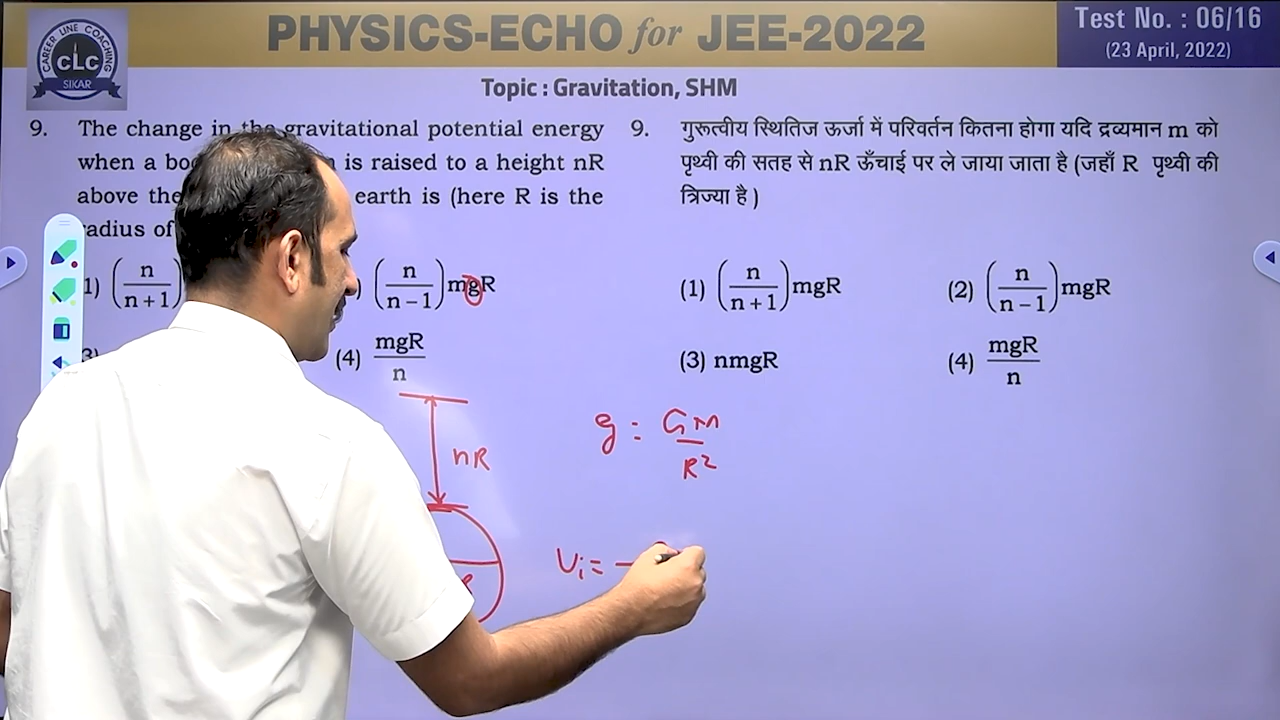 PHYSICS-ECHO for JEE-2022
Test No. : 06/16
(23 April, 2022)
CAREER LINE COACHING
CLC
SIKAR
Topic : Gravitation, SHM
9. The change in the gravitational potential energy
when a is raised to a height nR
above the earth is (here R is the
radius of
1) (n/n+1)
) (n/n-1)mgR
3)
(4) mgR/n
9. गुरूत्वीय स्थितिज ऊर्जा में परिवर्तन कितना होगा यदि द्रव्यमान m को
पृथ्वी की सतह से nR ऊँचाई पर ले जाया जाता है (जहाँ R पृथ्वी की
त्रिज्या है )
(1) (n/n+1)mgR
(2) (n/n-1)mgR
(3) nmgR
(4) mgR/n
nR
g = GM/R²
Ui = -